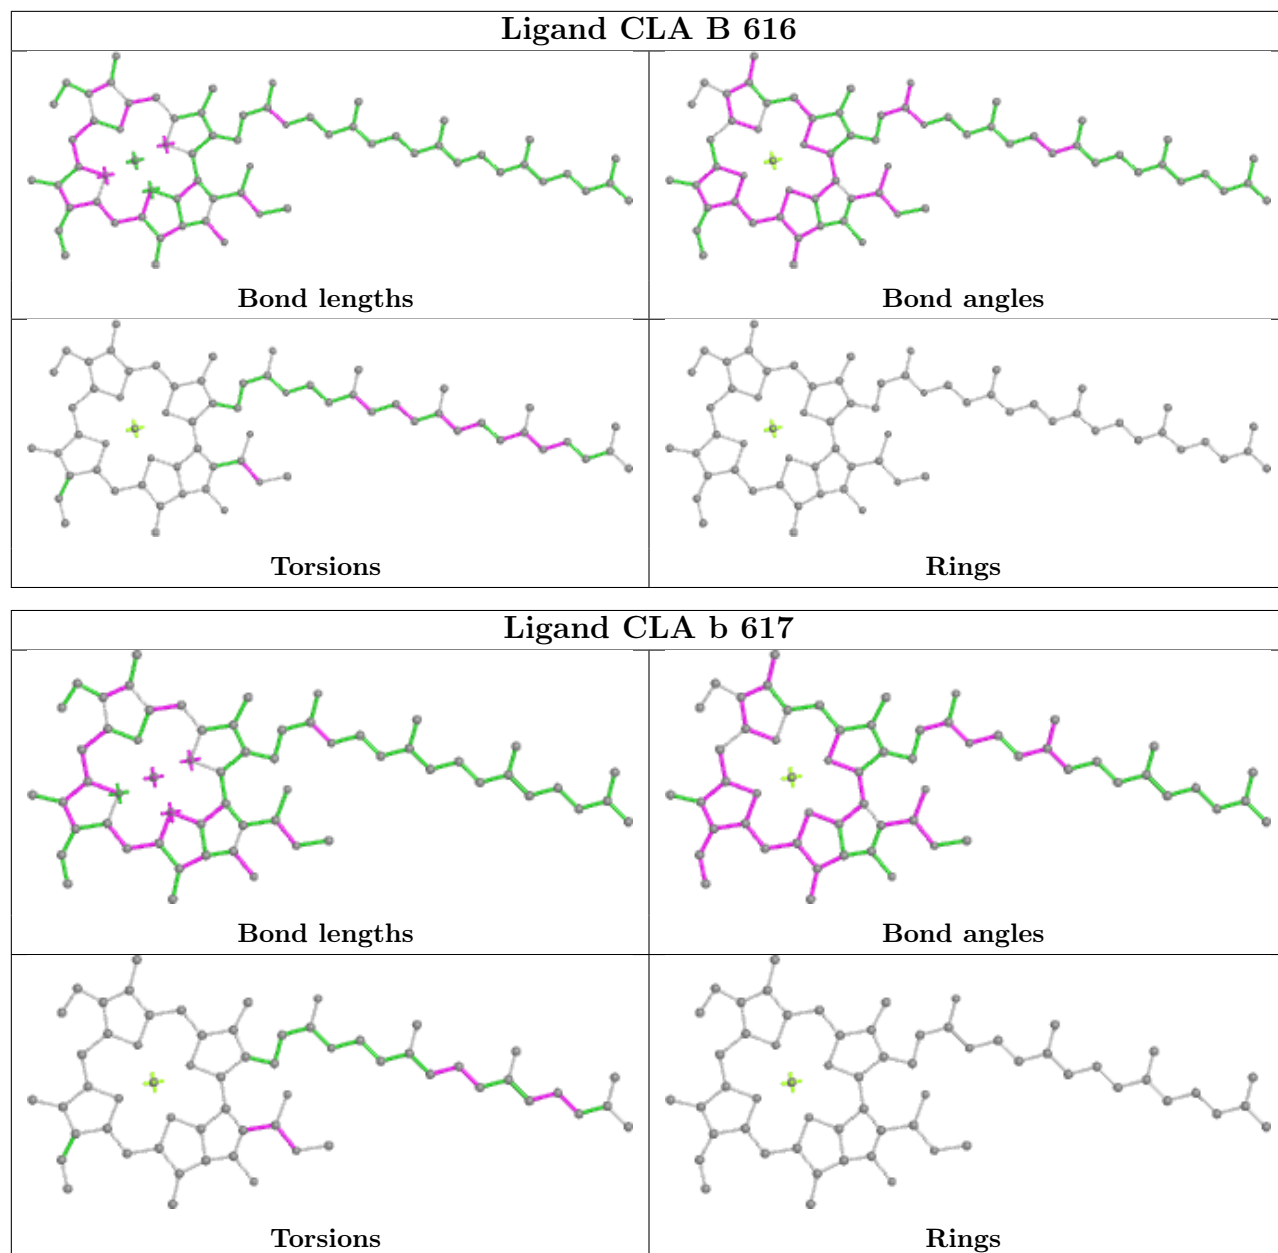 Ligand CLA B 616
Bond lengths
Bond angles
Torsions
Rings
Ligand CLA b 617
Bond lengths
Bond angles
Torsions
Rings